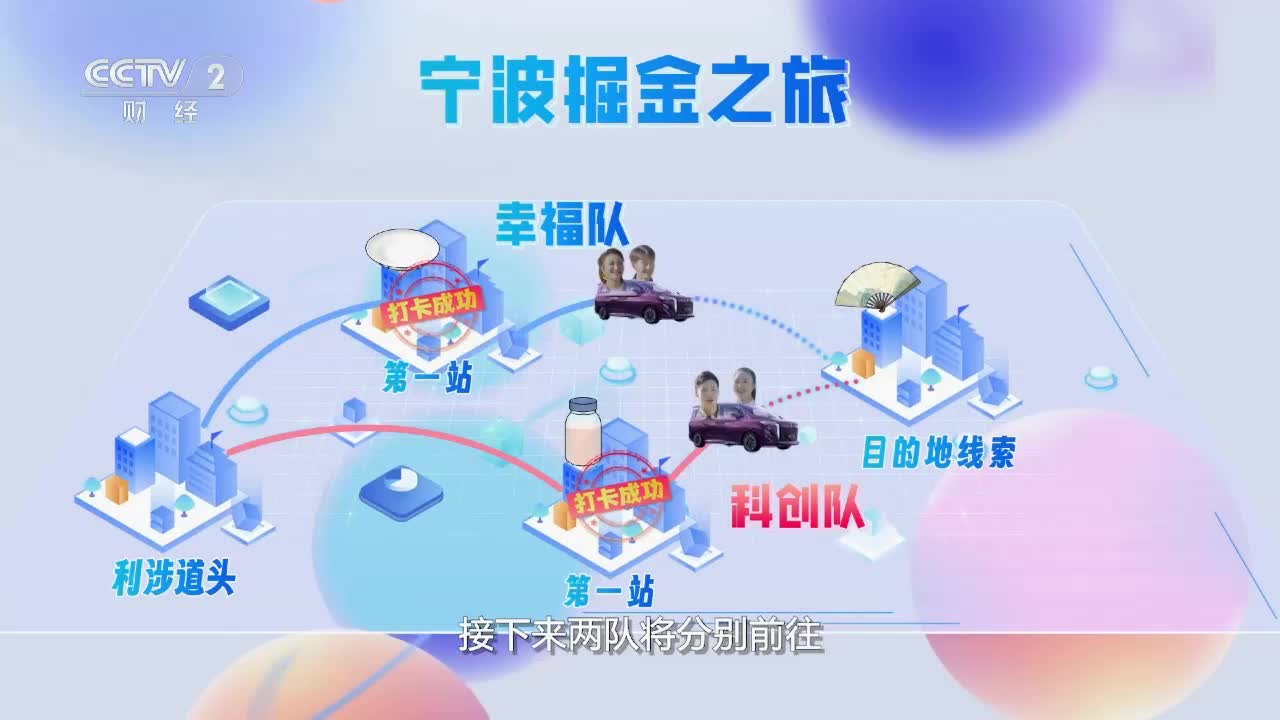 CCTV 2
财 经
宁波掘金之旅
幸福队
打卡成功
第一站
目的地线索
打卡成功
科创队
利涉道头
第一站
接下来两队将分别前往